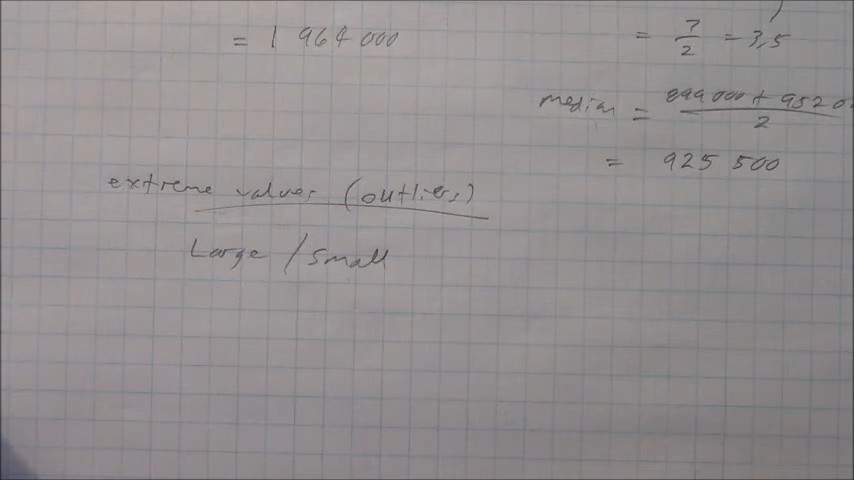 = 1 964 000
= 7/2 = 3,5
median = 899 000 + 952 0
2
= 925 500
extreme values (outliers)
Large / small